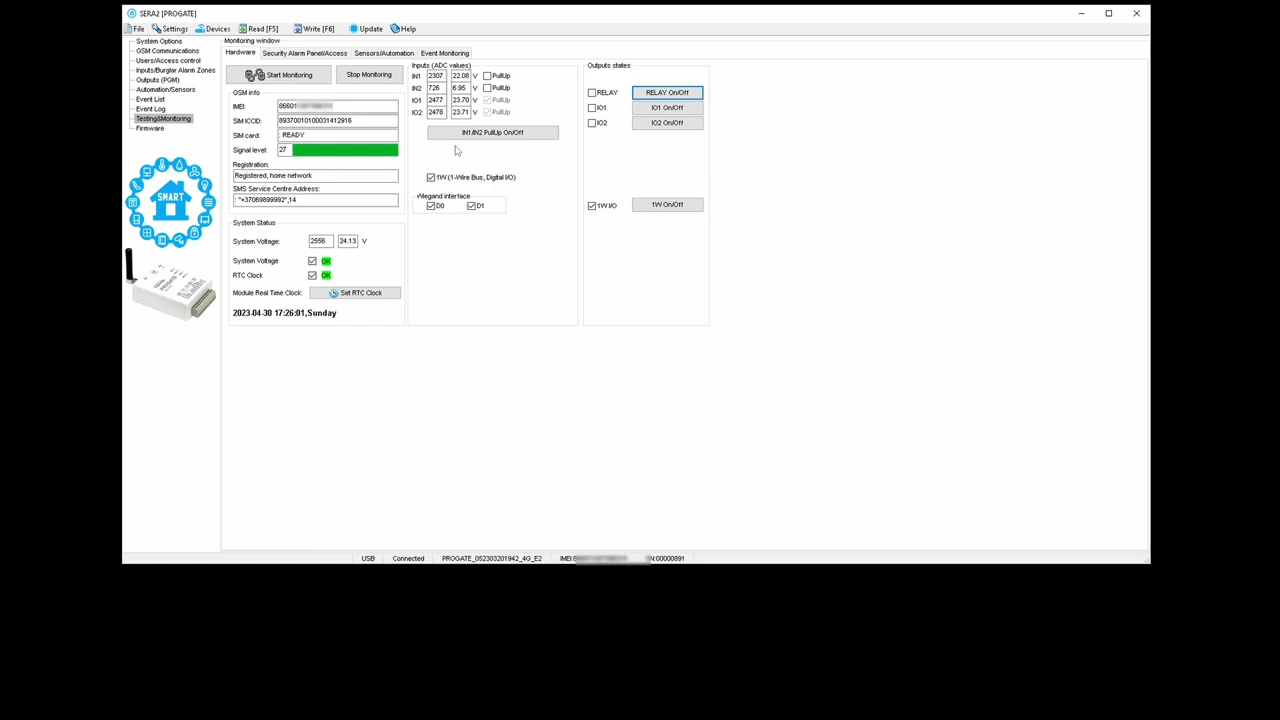 SERA2 [PROGATE]
File Settings Devices Read [F5] Write [F6] Update Help
System Options
GSM Communications
Users/Access control
Inputs/Burglar Alarm Zones
Outputs (PGM)
Automation/Sensors
Event List
Event Log
Testing&Monitoring
Firmware
SMART
PROGATE
Monitoring window
Hardware Security Alarm Panel/Access Sensors/Automation Event Monitoring
Start Monitoring Stop Monitoring
GSM info
IMEI: 86601
SIM ICCID: 89370010100031412916
SIM card: : READY
Signal level: 27
Registration:
Registered, home network
SMS Service Centre Address:
: "+37069899992",14
System Status
System Voltage: 2556 24.13 V
System Voltage OK
RTC Clock OK
Module Real Time Clock: Set RTC Clock
2023-04-30 17:26:01,Sunday
Inputs (ADC values)
IN1 2307 22.08 V PullUp
IN2 726 6.95 V PullUp
IO1 2477 23.70 V PullUp
IO2 2478 23.71 V PullUp
IN1/IN2 PullUp On/Off
1W (1-Wire Bus, Digital I/O)
Wiegand interface
D0 D1
Outputs states
RELAY RELAY On/Off
IO1 IO1 On/Off
IO2 IO2 On/Off
1W I/O 1W On/Off
USB Connected PROGATE_052303201942_4G_E2 IMEI:8 N:00000891